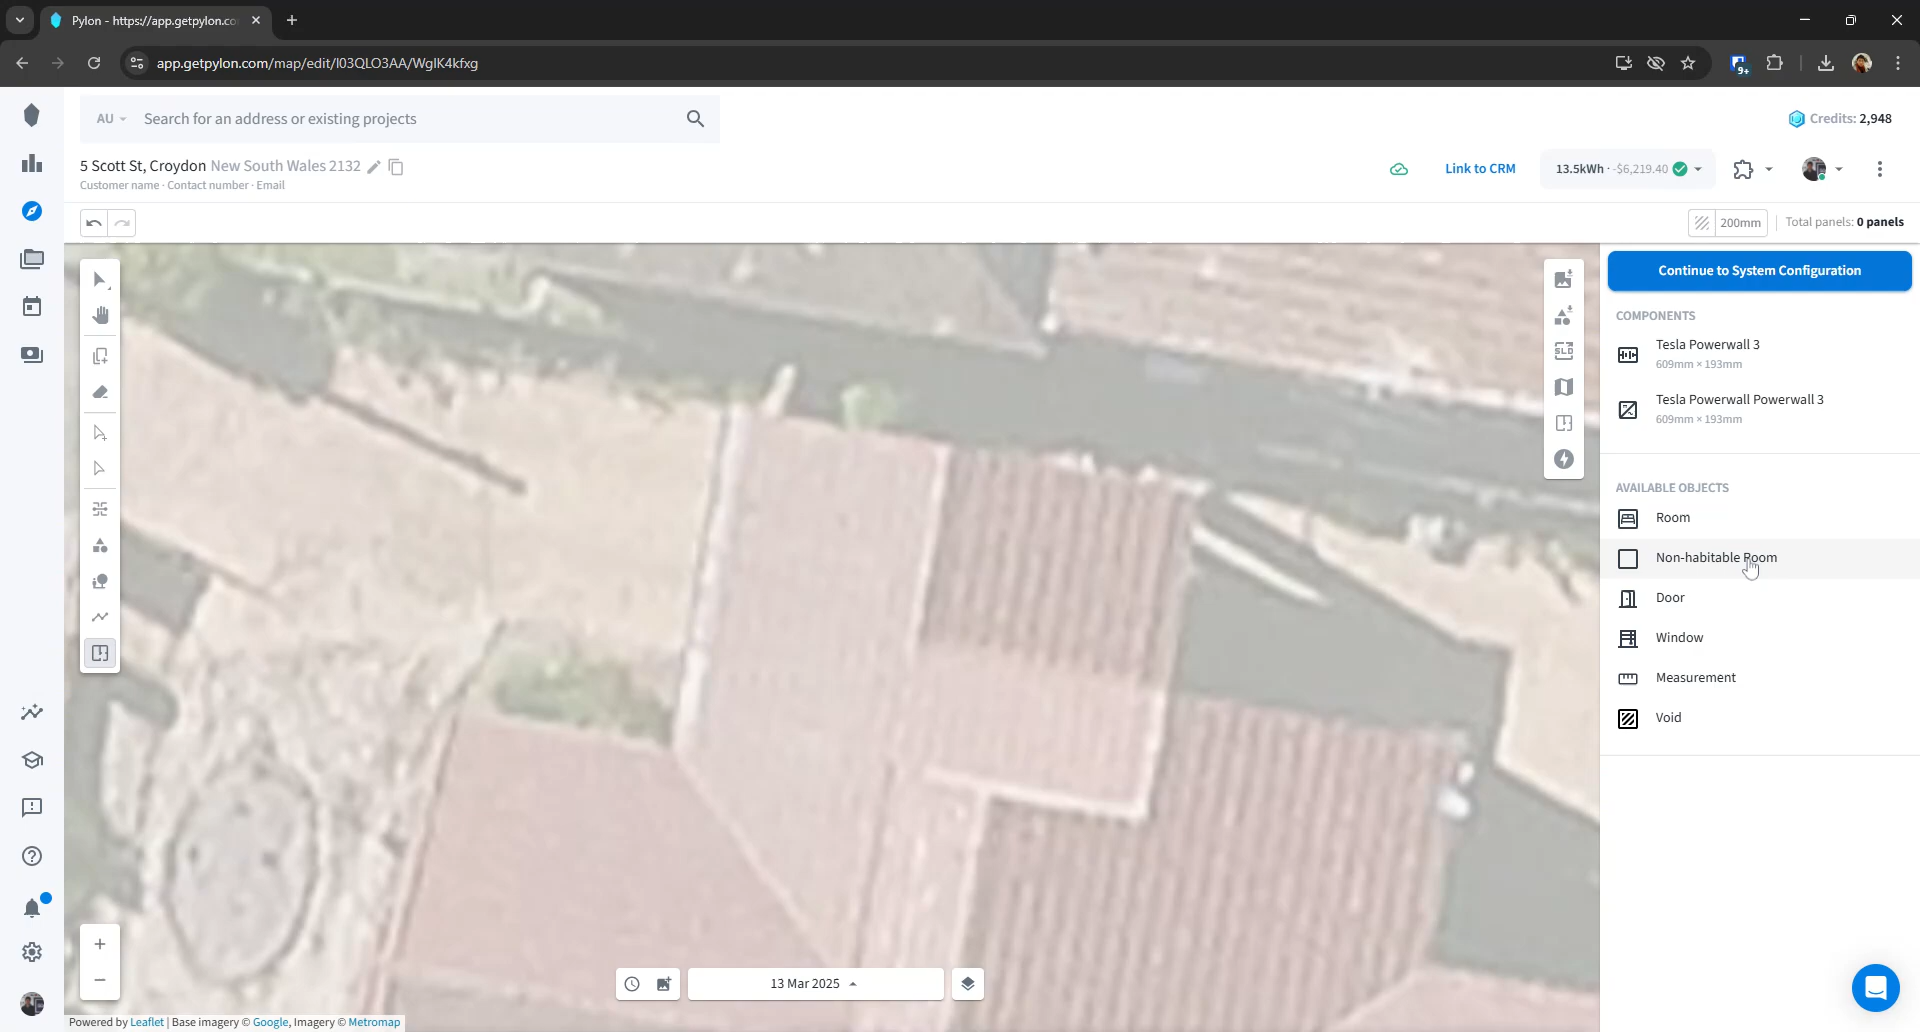 Pylon - https://app.getpylon.co
app.getpylon.com/map/edit/I03QLO3AA/WglK4kfxg
9+
AU
Search for an address or existing projects
Credits: 2,948
5 Scott St, Croydon New South Wales 2132
Customer name · Contact number · Email
Link to CRM
13.5kWh · -$6,219.40
200mm
Total panels: 0 panels
Continue to System Configuration
COMPONENTS
Tesla Powerwall 3
609mm × 193mm
Tesla Powerwall Powerwall 3
609mm × 193mm
SLD
AVAILABLE OBJECTS
Room
Non-habitable Room
Door
Window
Measurement
Void
13 Mar 2025
Powered by Leaflet | Base imagery © Google, Imagery © Metromap